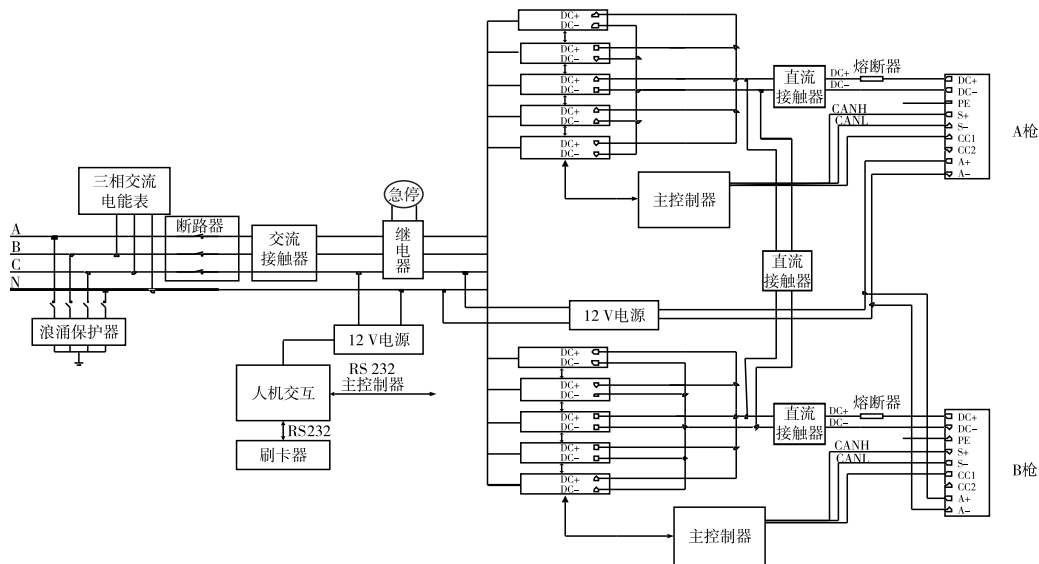 DC+
DC−
DC+
DC−
DC+
DC−
DC+
DC−
DC+
DC−
直流
接触器
DC+
DC−
熔断器
CANH
CANL
DC+
DC−
PE
S+
S−
CC1
CC2
A+
A−
A枪
主控制器
三相交流
电能表
断路器
交流
接触器
急停
继
电
器
A
B
C
N
浪涌保护器
12 V电源
12 V电源
直流
接触器
人机交互
RS 232
主控制器
RS232
刷卡器
DC+
DC−
DC+
DC−
DC+
DC−
DC+
DC−
DC+
DC−
直流
接触器
DC+
DC−
熔断器
CANH
CANL
DC+
DC−
PE
S+
S−
CC1
CC2
A+
A−
B枪
主控制器